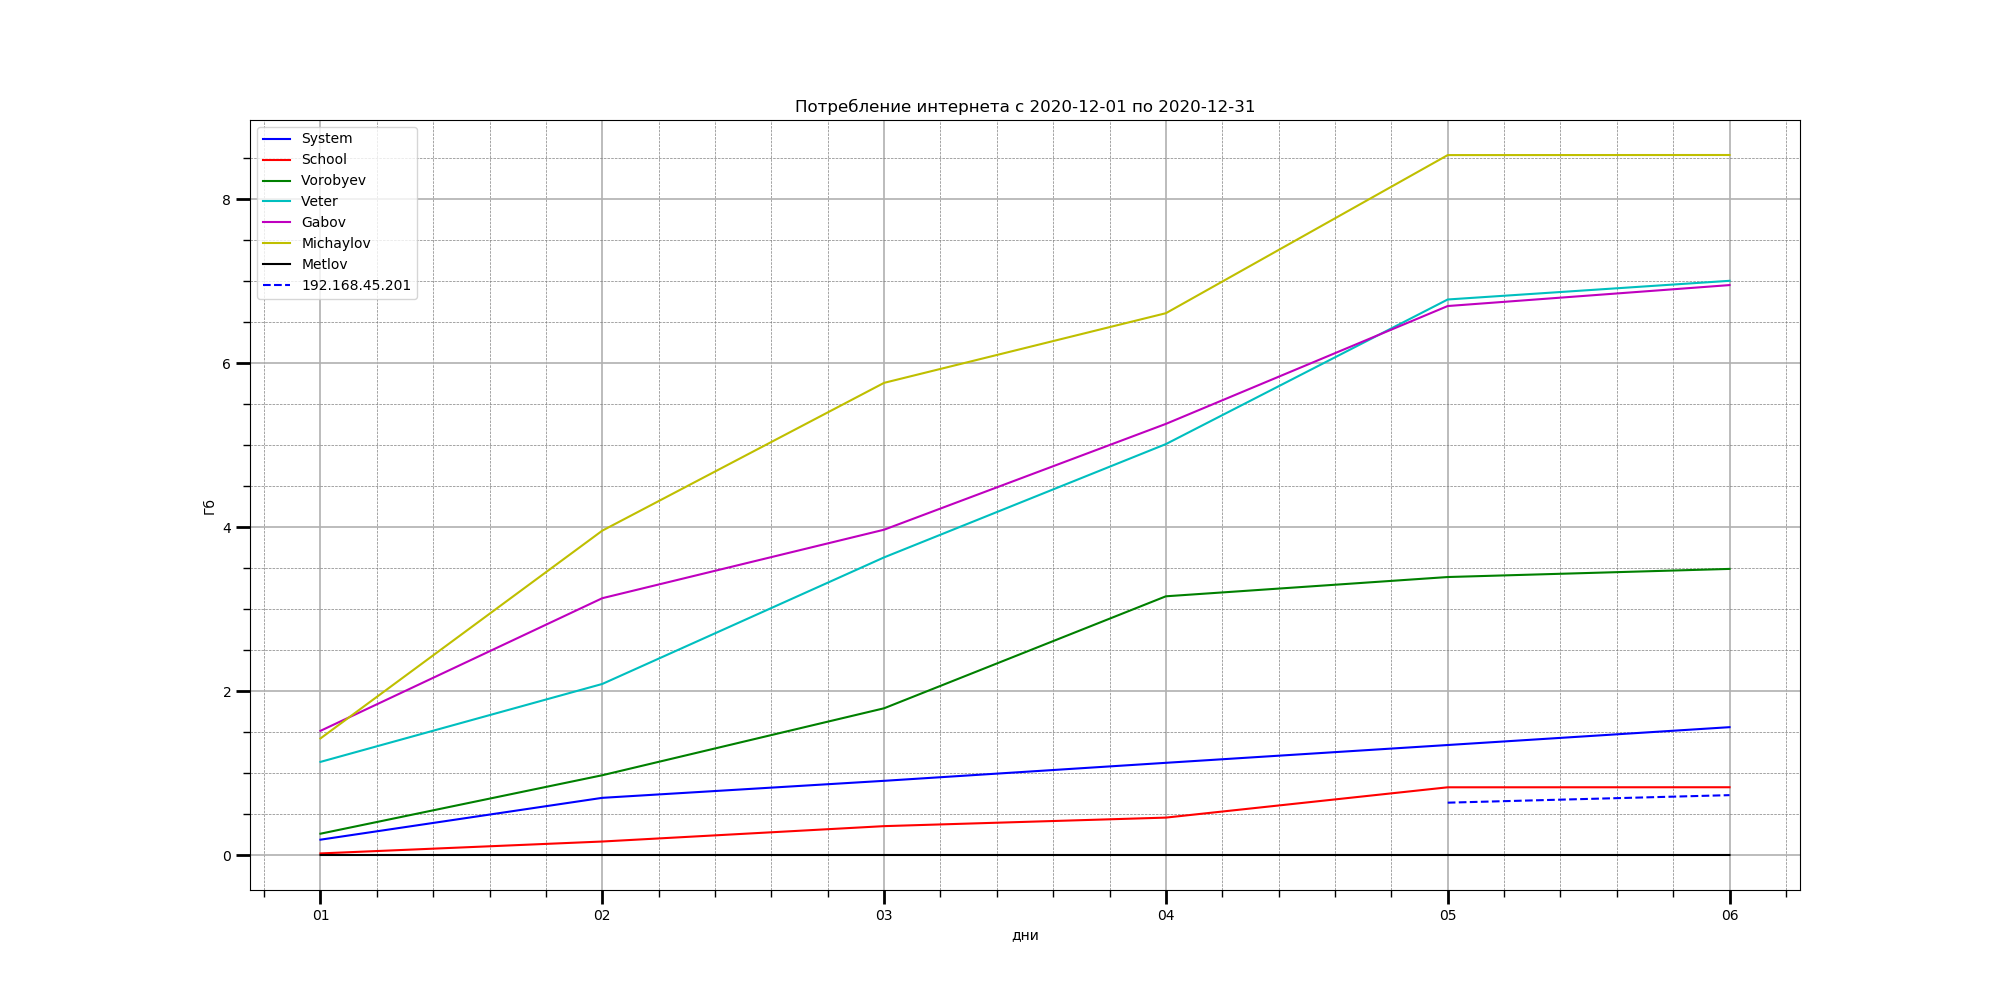 Потребление интернета с 2020-12-01 по 2020-12-31
System
School
Vorobyev
Veter
Gabov
Michaylov
Metlov
192.168.45.201
Гб
8
6
4
2
0
01 02 03 04 05 06
дни